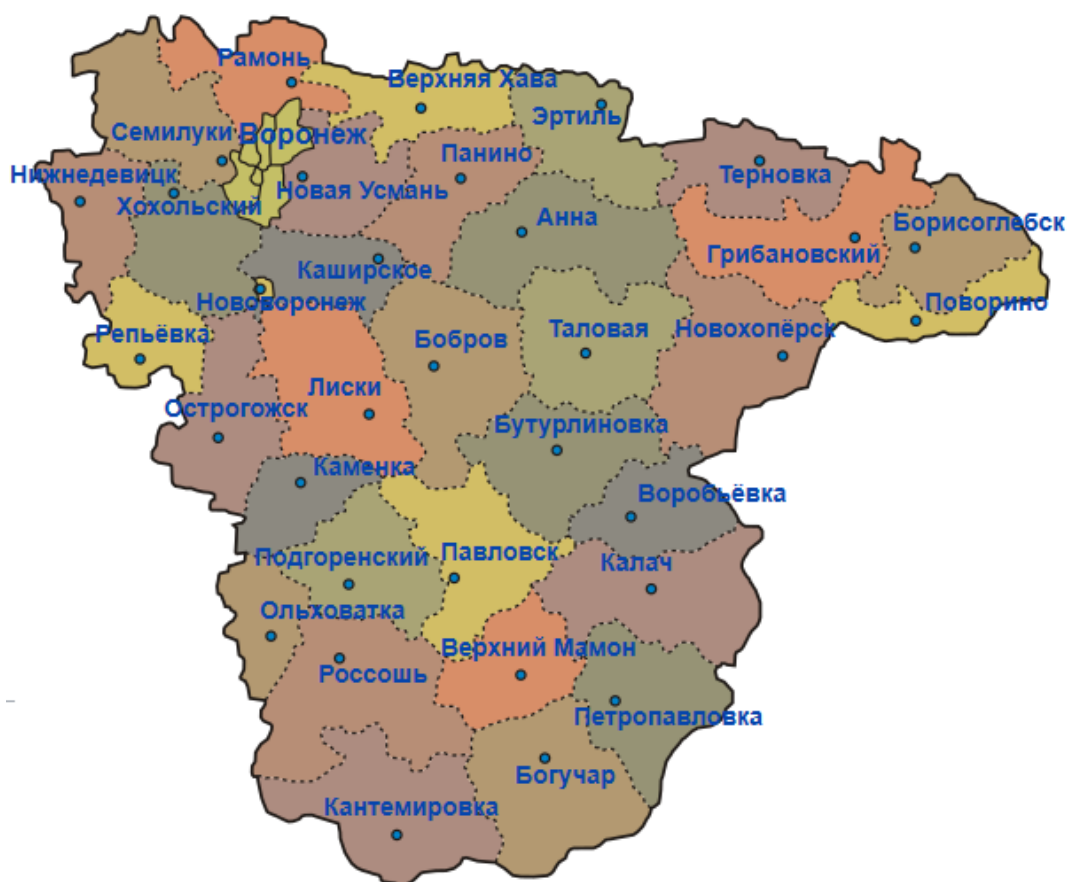 Рамонь
Верхняя Хава
Эртиль
Семилуки
Воронеж
Панино
Нижнедевицк
Терновка
Новая Усмань
Хохольский
Анна
Борисоглебск
Грибановский
Каширское
Нововоронеж
Поворино
Репьёвка
Бобров
Таловая
Новохопёрск
Лиски
Острогожск
Бутурлиновка
Каменка
Воробьёвка
Подгоренский
Павловск
Калач
Ольховатка
Верхний Мамон
Россошь
Петропавловка
Богучар
Кантемировка